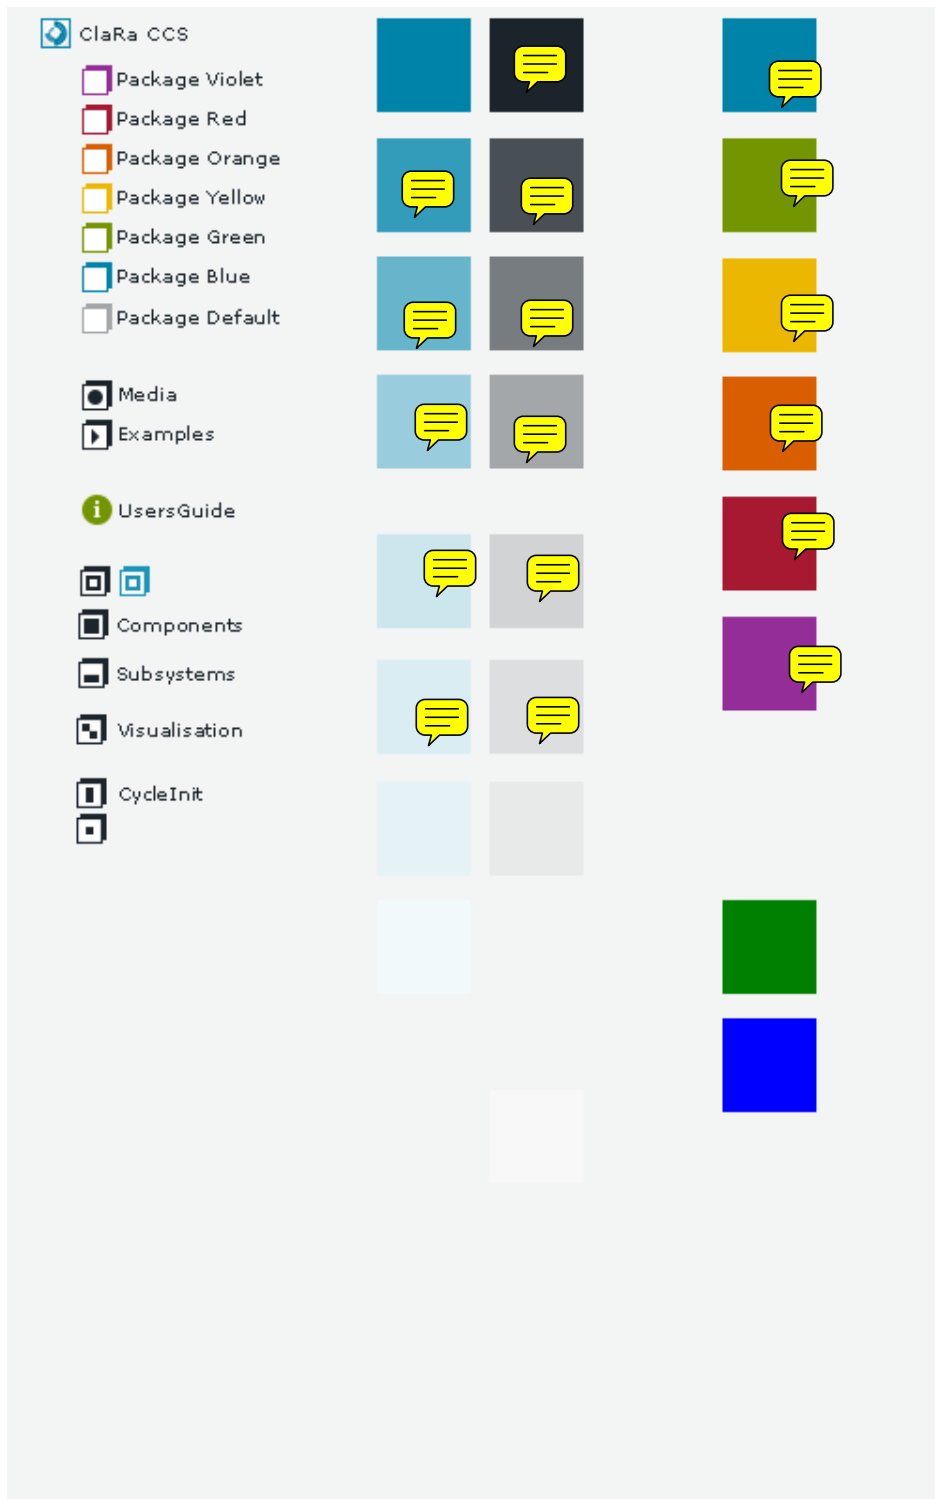 ClaRa CCS
Package Violet
Package Red
Package Orange
Package Yellow
Package Green
Package Blue
Package Default
Media
Examples
i UsersGuide
Components
Subsystems
Visualisation
CycleInit